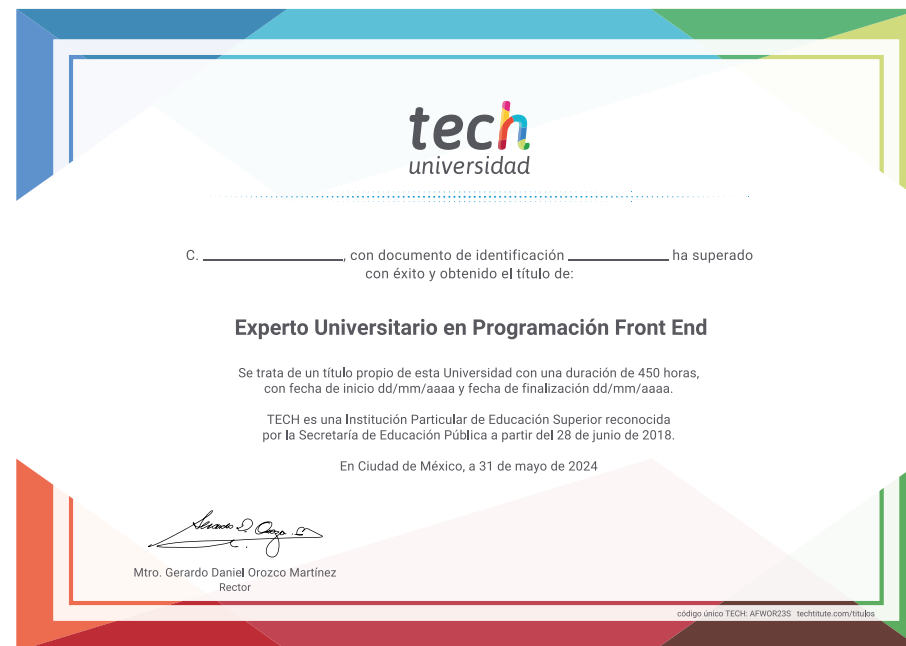 tech
universidad
C. ____________, con documento de identificación ____________ ha superado
con éxito y obtenido el título de:
Experto Universitario en Programación Front End
Se trata de un título propio de esta Universidad con una duración de 450 horas,
con fecha de inicio dd/mm/aaaa y fecha de finalización dd/mm/aaaa.
TECH es una Institución Particular de Educación Superior reconocida
por la Secretaría de Educación Pública a partir del 28 de junio de 2018.
En Ciudad de México, a 31 de mayo de 2024
Mtro. Gerardo Daniel Orozco Martínez
Rector
código único TECH: AFWOR23S techtitute.com/titulos